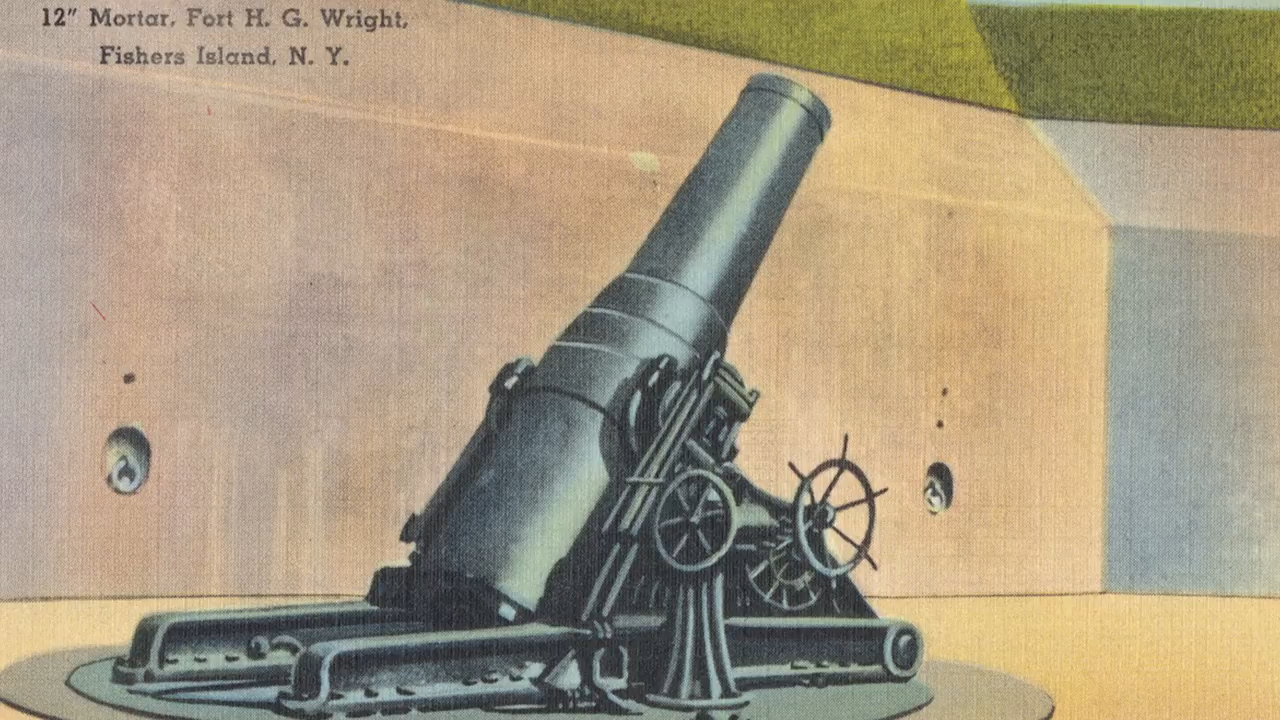 12" Mortar, Fort H. G. Wright,
Fishers Island, N. Y.